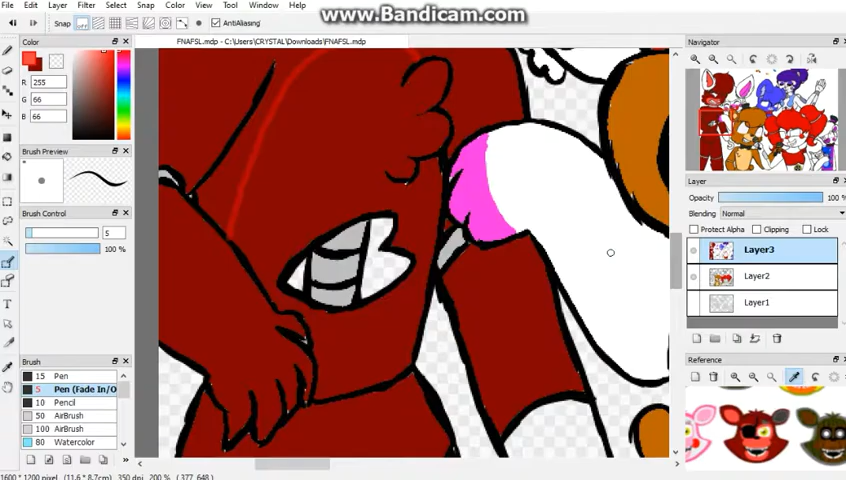 www.Bandicam.com
File Edit View Filter Select Snap Color Tool Window Help
Snap off AntiAliasing
FNAFSL.mdp - C:\Users\CRYSTAL\Downloads\FNAFSL.mdp
Color
R 255
G 66
B 66
Brush Preview
Brush Control
5
100 %
Brush
15 Pen
5 Pen (Fade In/O
10 Pencil
50 AirBrush
100 AirBrush
80 Watercolor
Navigator
Layer
Opacity 100 %
Blending Normal
Protect Alpha Clipping Lock
Layer3
Layer2
Layer1
Reference
1600 * 1200 pixel (11.6 * 8.7cm) 350 dpi 200 % ( 377, 648 )